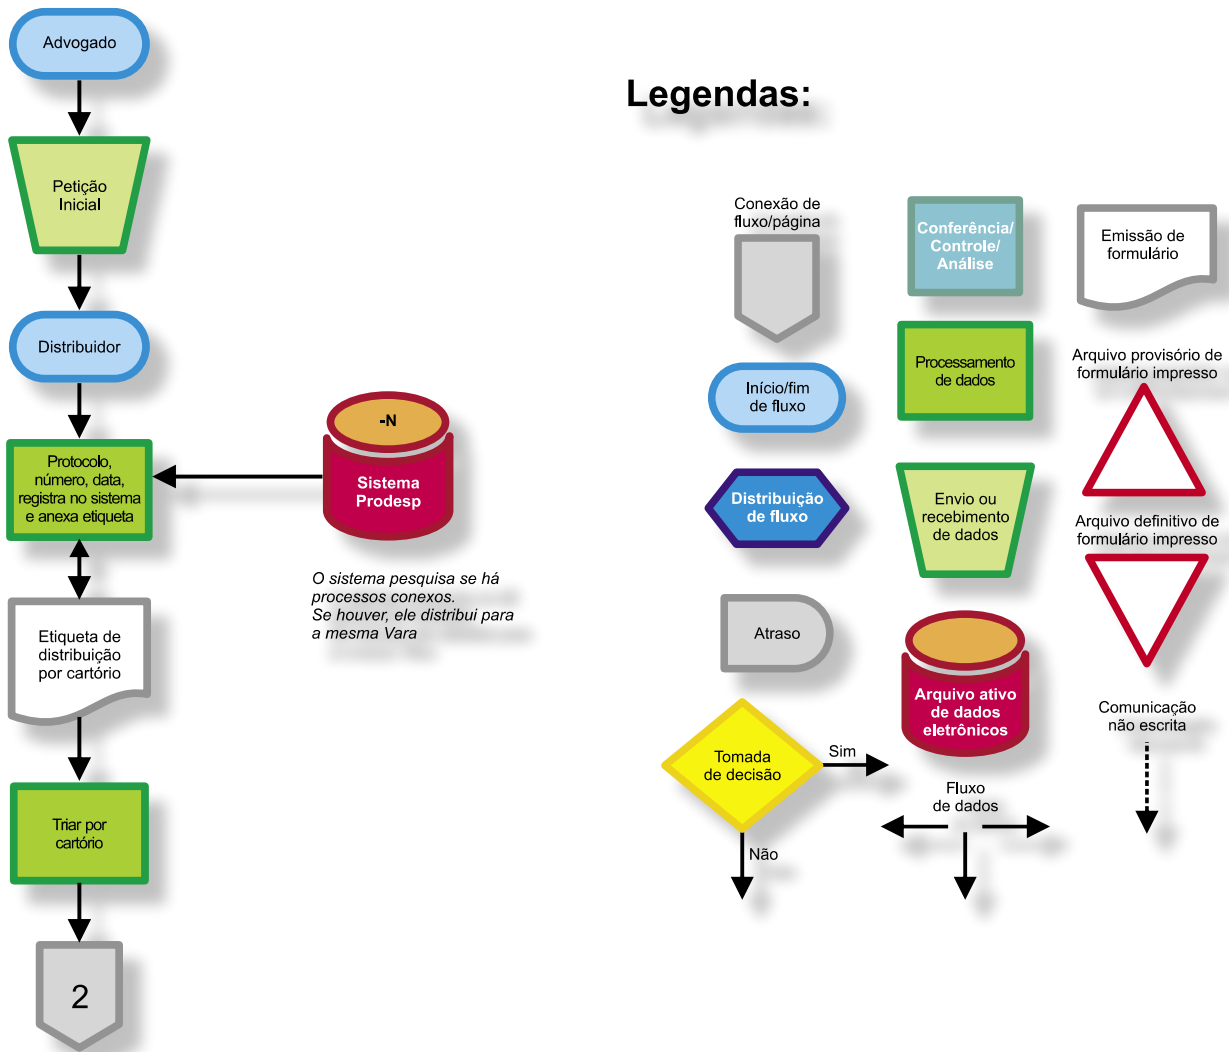 Advogado
Petição
Inicial
Distribuidor
Protocolo,
número, data,
registra no sistema
e anexa etiqueta
-N
Sistema
Prodesp
O sistema pesquisa se há
processos conexos.
Se houver, ele distribui para
a mesma Vara
Etiqueta de
distribuição
por cartório
Triar por
cartório
2
Legendas:
Conexão de
fluxo/página
Início/fim
de fluxo
Distribuição
de fluxo
Atraso
Tomada
de decisão
Sim
Não
Conferência/
Controle/
Análise
Processamento
de dados
Envio ou
recebimento
de dados
Arquivo ativo
de dados
eletrônicos
Fluxo
de dados
Emissão de
formulário
Arquivo provisório de
formulário impresso
Arquivo definitivo de
formulário impresso
Comunicação
não escrita